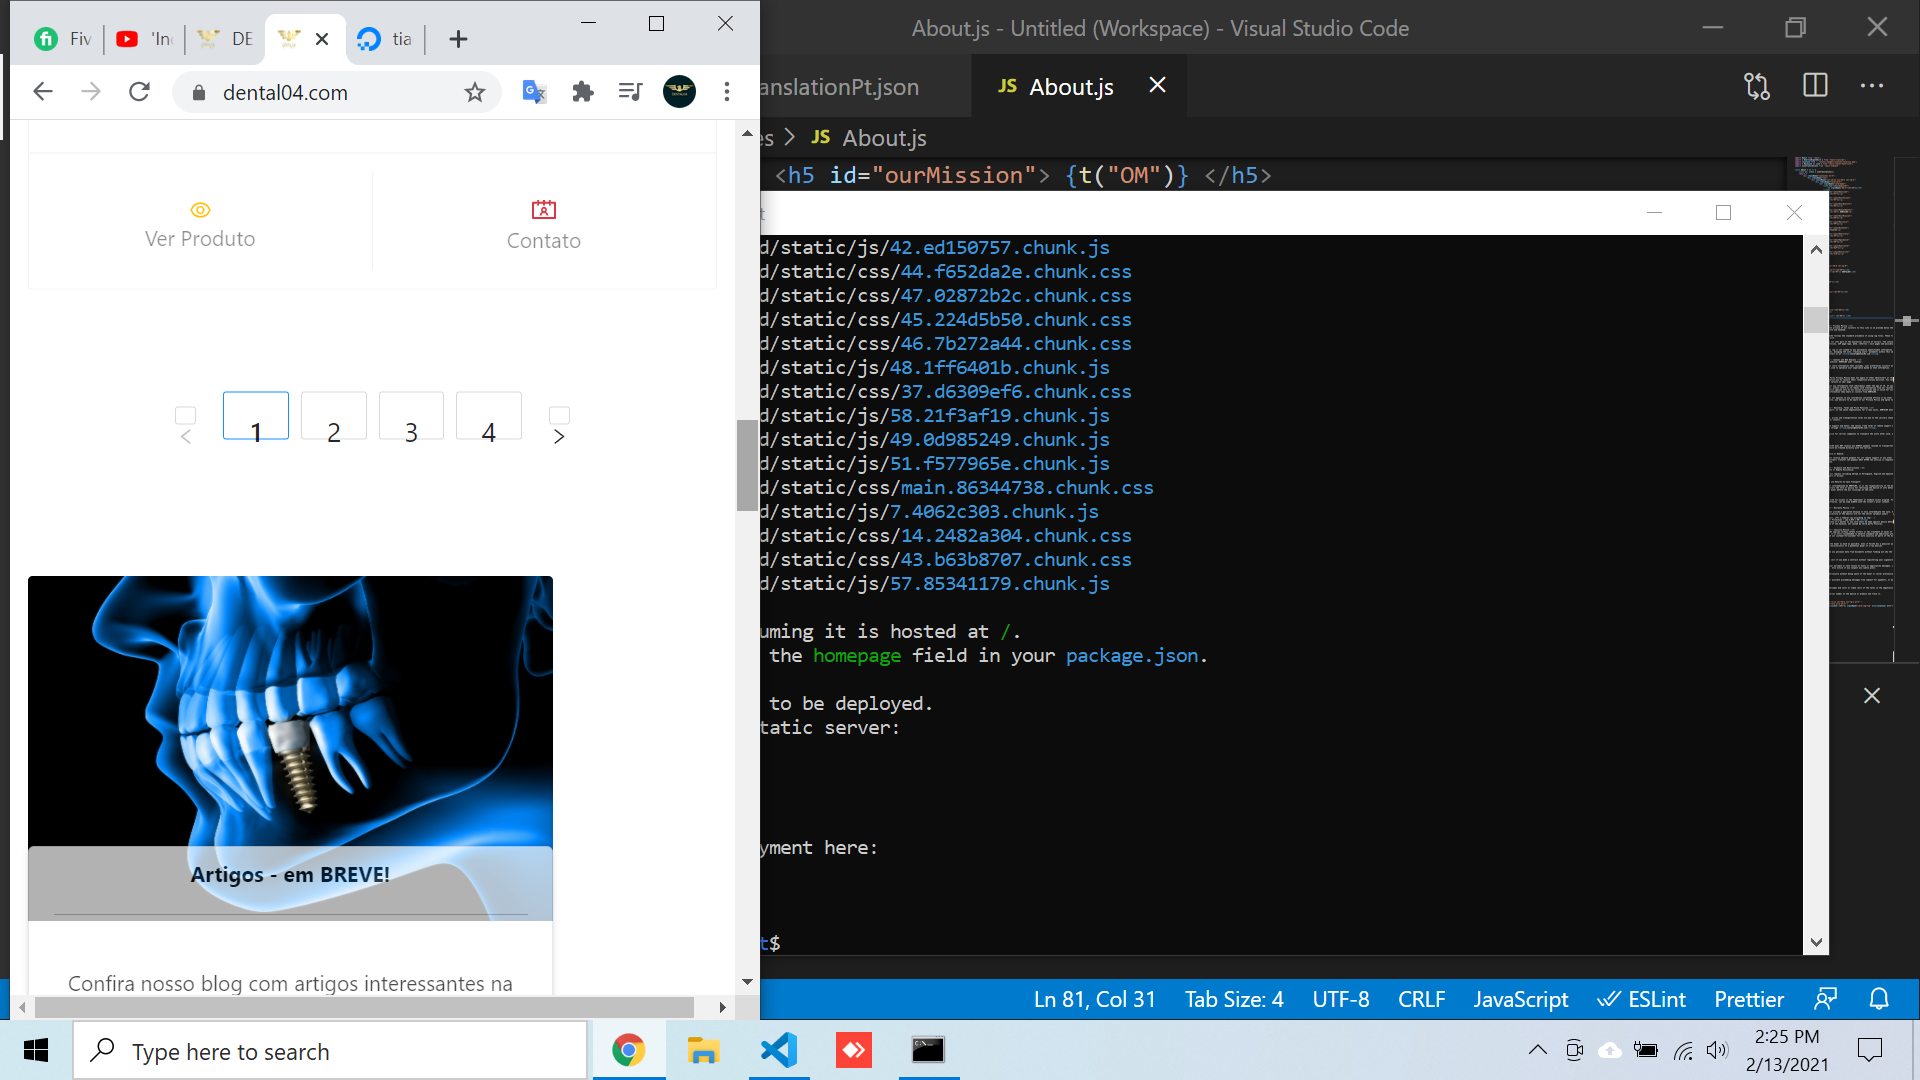 Fiv
'In
DE
tia
dental04.com
Ver Produto
Contato
1
2
3
4
Artigos - em BREVE!
Confira nosso blog com artigos interessantes na
About.js - Untitled (Workspace) - Visual Studio Code
anslationPt.json
JS About.js
es > JS About.js
<h5 id="ourMission"> {t("OM")} </h5>
t
d/static/js/42.ed150757.chunk.js
d/static/css/44.f652da2e.chunk.css
d/static/css/47.02872b2c.chunk.css
d/static/css/45.224d5b50.chunk.css
d/static/css/46.7b272a44.chunk.css
d/static/js/48.1ff6401b.chunk.js
d/static/css/37.d6309ef6.chunk.css
d/static/js/58.21f3af19.chunk.js
d/static/js/49.0d985249.chunk.js
d/static/js/51.f577965e.chunk.js
d/static/css/main.86344738.chunk.css
d/static/js/7.4062c303.chunk.js
d/static/css/14.2482a304.chunk.css
d/static/css/43.b63b8707.chunk.css
d/static/js/57.85341179.chunk.js
uming it is hosted at /.
the homepage field in your package.json.
to be deployed.
tatic server:
yment here:
t$
Ln 81, Col 31
Tab Size: 4
UTF-8
CRLF
JavaScript
ESLint
Prettier
Type here to search
2:25 PM
2/13/2021